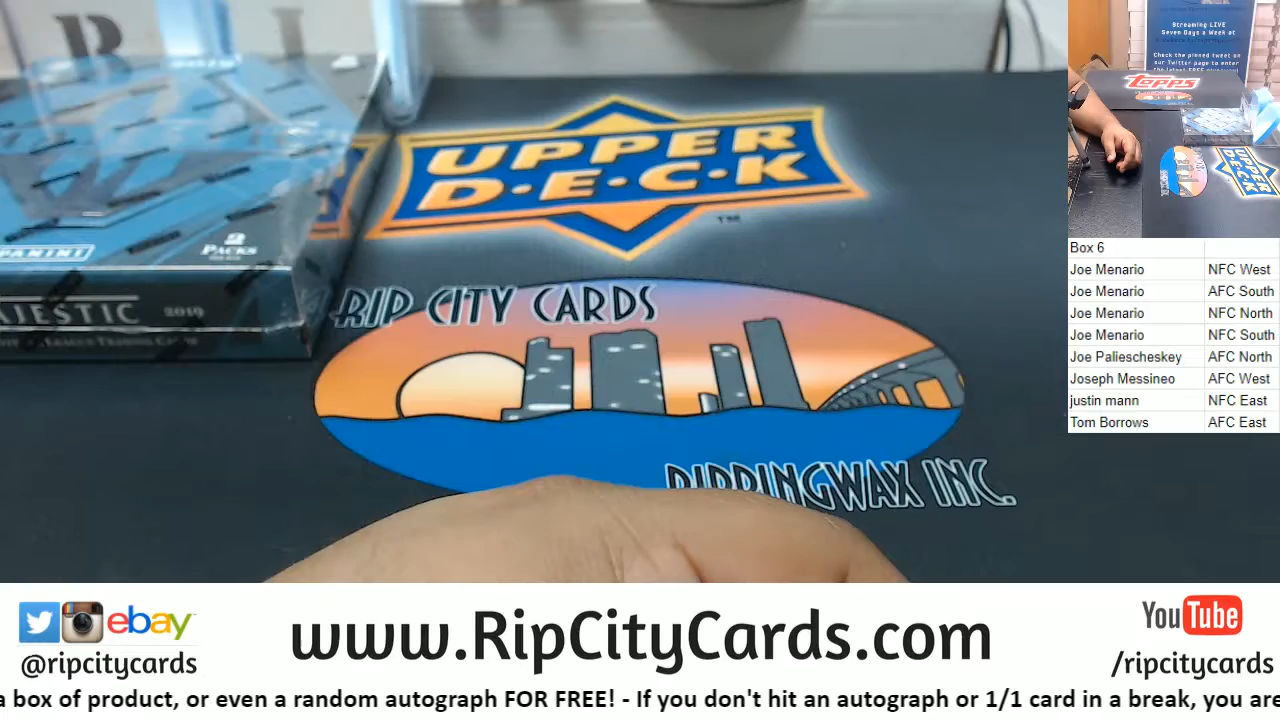 UPPER
D·E·C·K
TM
PANINI
2
PACKS
JESTIC 2019
RIP CITY CARDS
RIPPINGWAX INC.
Streaming LIVE
Seven Days a Week at
Check the pinned tweet on
our Twitter page to enter
topps
UPPER
DECK
Box 6
Joe Menario NFC West
Joe Menario AFC South
Joe Menario NFC North
Joe Menario NFC South
Joe Paliescheskey AFC North
Joseph Messineo AFC West
justin mann NFC East
Tom Borrows AFC East
ebay
@ripcitycards
www.RipCityCards.com
YouTube
/ripcitycards
a box of product, or even a random autograph FOR FREE! - If you don't hit an autograph or 1/1 card in a break, you are